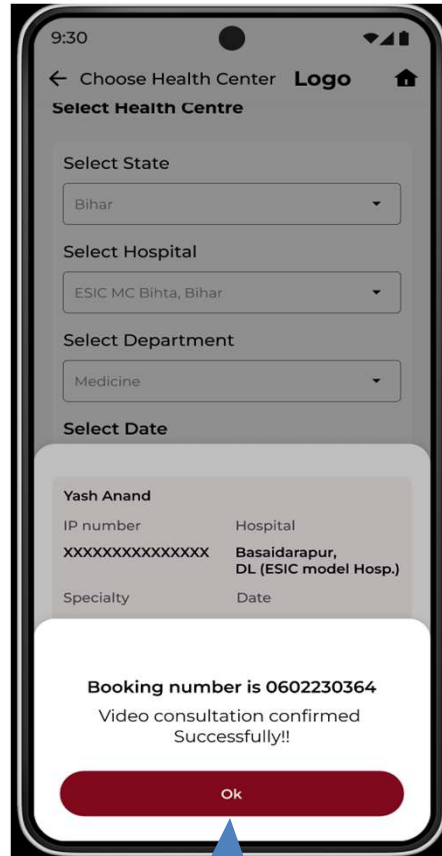 9:30
Choose Health Center Logo
Select Health Centre
Select State
Bihar
Select Hospital
ESIC MC Bihta, Bihar
Select Department
Medicine
Select Date
Yash Anand
IP number Hospital
XXXXXXXXXXXXXXX Basaidarapur,
DL (ESIC model Hosp.)
Specialty Date
Booking number is 0602230364
Video consultation confirmed
Successfully!!
Ok